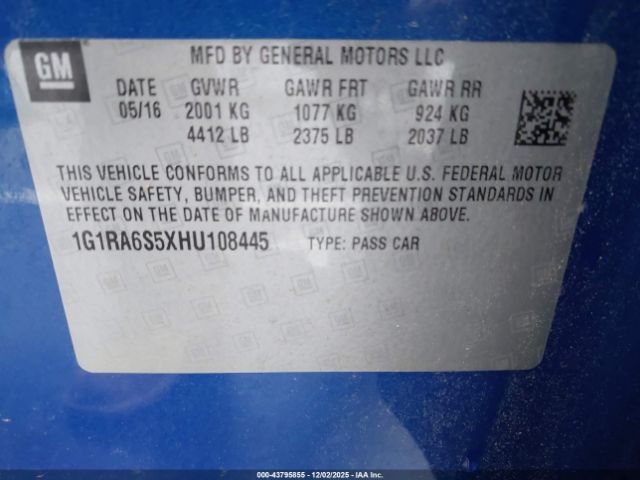 GM
MFD BY GENERAL MOTORS LLC
DATE GVWR GAWR FRT GAWR RR
05/16 2001 KG 1077 KG 924 KG
4412 LB 2375 LB 2037 LB
THIS VEHICLE CONFORMS TO ALL APPLICABLE U.S. FEDERAL MOTOR
VEHICLE SAFETY, BUMPER, AND THEFT PREVENTION STANDARDS IN
EFFECT ON THE DATE OF MANUFACTURE SHOWN ABOVE.
1G1RA6S5XHU108445 TYPE: PASS CAR
000-43795855 - 12/02/2025 - IAA Inc.